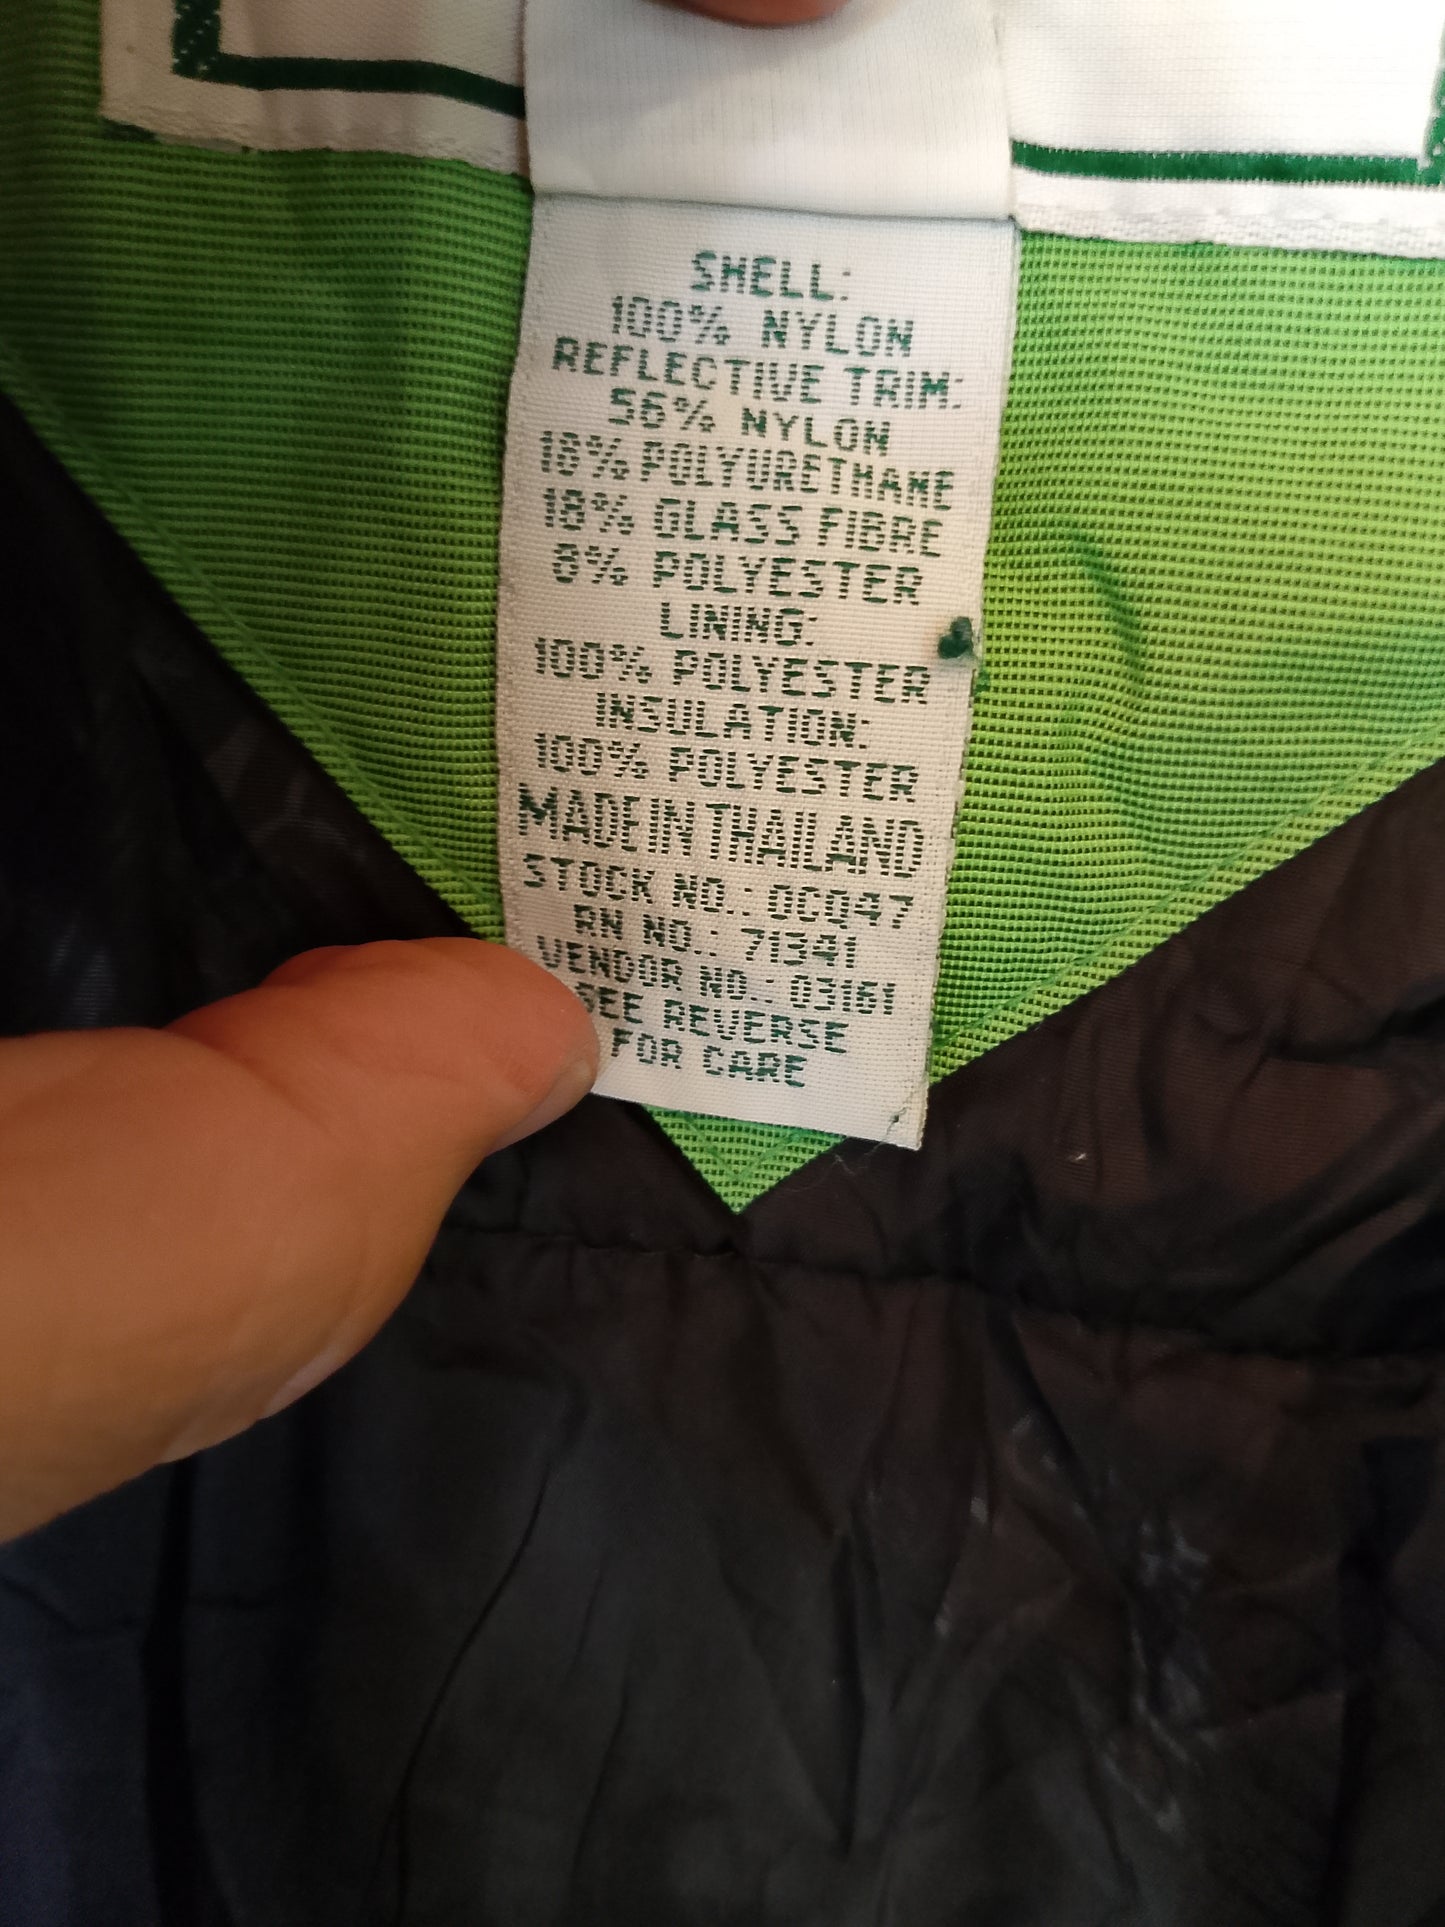 SHELL:
100% NYLON
REFLECTIVE TRIM:
56% NYLON
18% POLYURETHANE
18% GLASS FIBRE
8% POLYESTER
LINING:
100% POLYESTER
INSULATION:
100% POLYESTER
MADE IN THAILAND
STOCK NO.: 0C047
RN NO.: 71341
VENDOR NO.: 03161
SEE REVERSE
FOR CARE